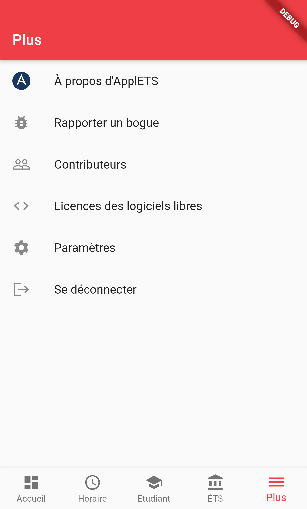 DEBUG
Plus
À propos d'ApplETS
Rapporter un bogue
Contributeurs
Licences des logiciels libres
Paramètres
Se déconnecter
Accueil
Horaire
Étudiant
ÉTS
Plus